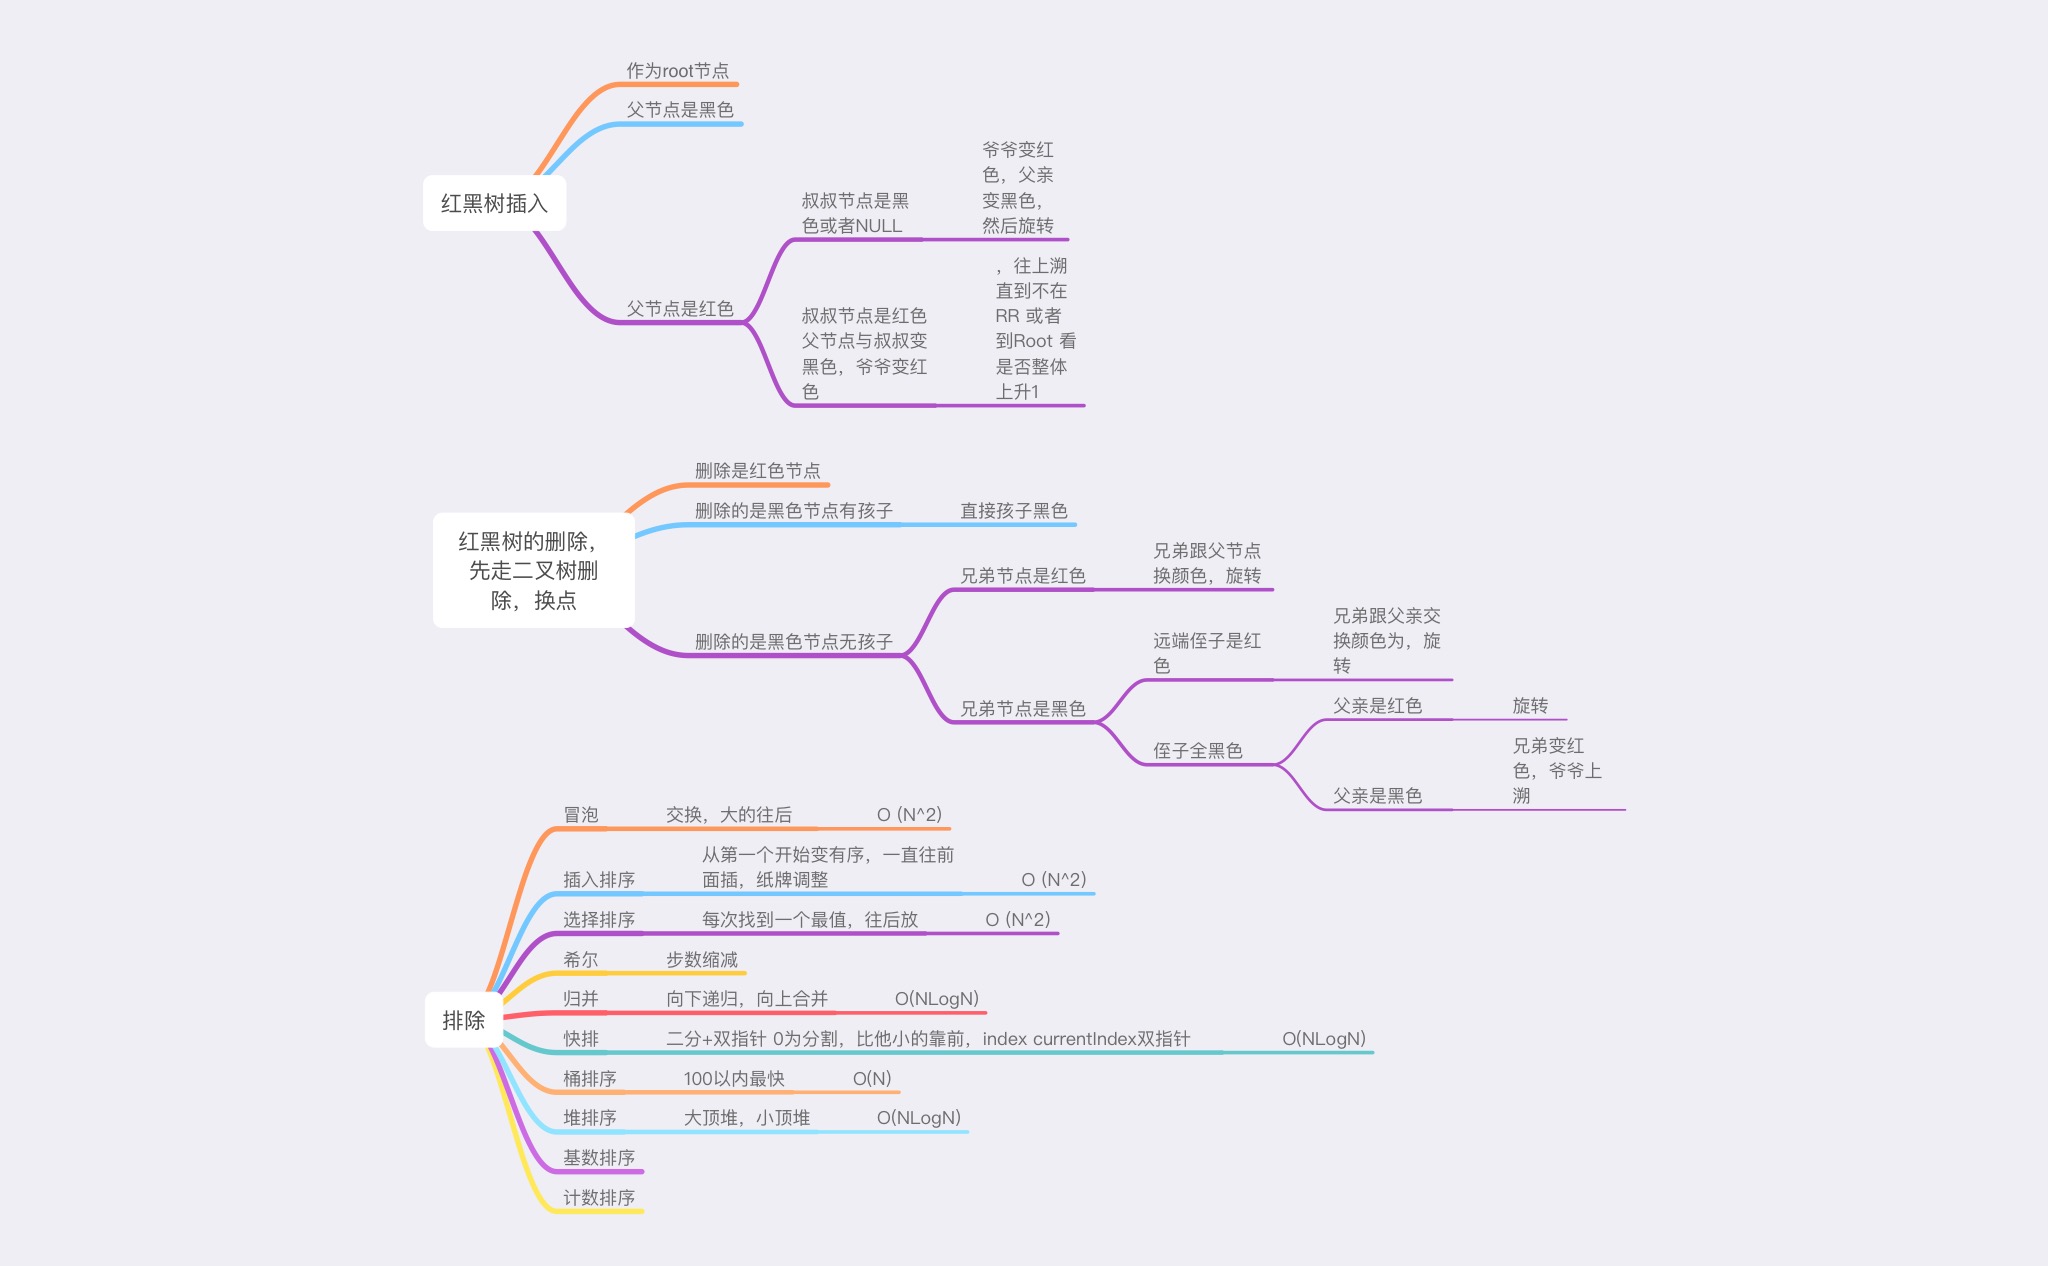 作为root节点
父节点是黑色
红黑树插入
父节点是红色
叔叔节点是黑
色或者NULL
爷爷变红
色，父亲
变黑色，
然后旋转
叔叔节点是红色
父节点与叔叔变
黑色，爷爷变红
色
，往上溯
直到不在
RR 或者
到Root 看
是否整体
上升1
红黑树的删除，
先走二叉树删
除，换点
删除是红色节点
删除的是黑色节点有孩子
直接孩子黑色
删除的是黑色节点无孩子
兄弟节点是红色
兄弟跟父节点
换颜色，旋转
兄弟节点是黑色
远端侄子是红
色
兄弟跟父亲交
换颜色为，旋
转
侄子全黑色
父亲是红色
旋转
父亲是黑色
兄弟变红
色，爷爷上
溯
排除
冒泡
交换，大的往后
O (N^2)
插入排序
从第一个开始变有序，一直往前
面插，纸牌调整
O (N^2)
选择排序
每次找到一个最值，往后放
O (N^2)
希尔
步数缩减
归并
向下递归，向上合并
O(NLogN)
快排
二分+双指针 0为分割，比他小的靠前，index currentIndex双指针
O(NLogN)
桶排序
100以内最快
O(N)
堆排序
大顶堆，小顶堆
O(NLogN)
基数排序
计数排序